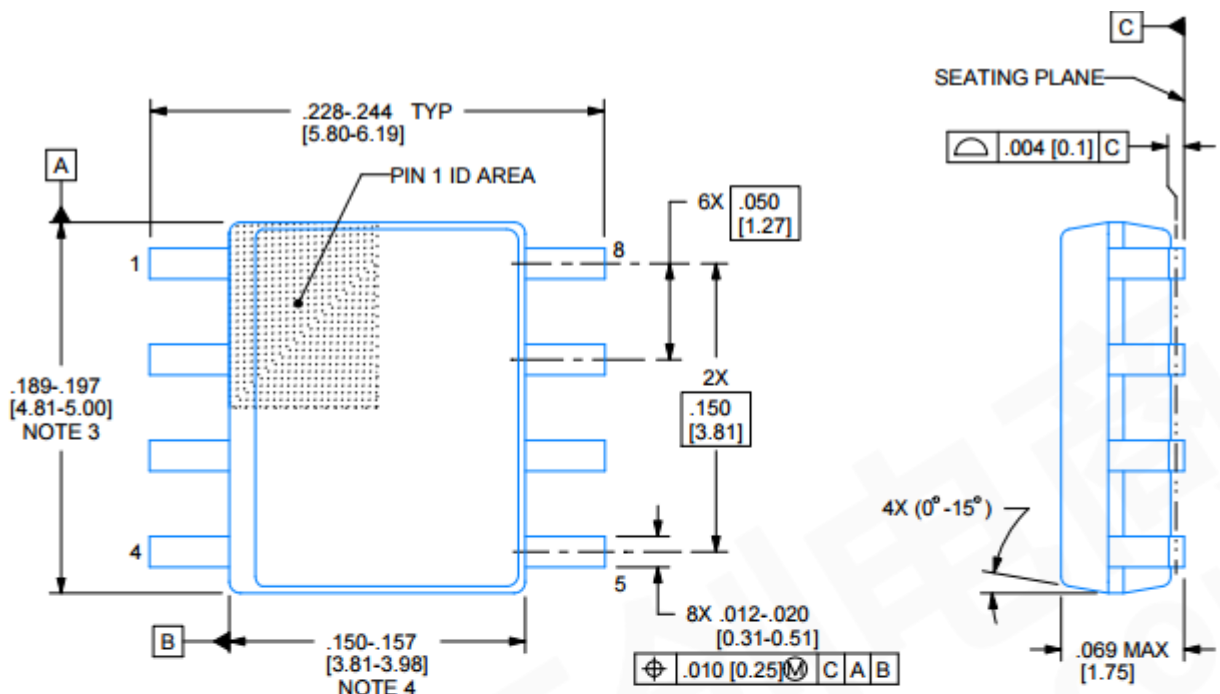 C
SEATING PLANE
.228-.244 TYP
[5.80-6.19]
.004 [0.1] C
A
PIN 1 ID AREA
6X .050
[1.27]
1
8
2X
.150
[3.81]
.189-.197
[4.81-5.00]
NOTE 3
4X (0°-15°)
4
5
8X .012-.020
[0.31-0.51]
B
.150-.157
[3.81-3.98]
NOTE 4
.010 [0.25]Ⓜ C A B
.069 MAX
[1.75]